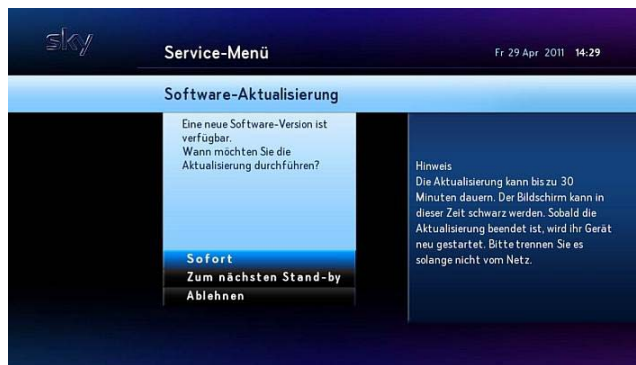 sky
Service-Menü
Fr 29 Apr 2011 14:29
Software-Aktualisierung
Eine neue Software-Version ist
verfügbar.
Wann möchten Sie die
Aktualisierung durchführen?
Sofort
Zum nächsten Stand-by
Ablehnen
Hinweis
Die Aktualisierung kann bis zu 30
Minuten dauern. Der Bildschirm kann in
dieser Zeit schwarz werden. Sobald die
Aktualisierung beendet ist, wird ihr Gerät
neu gestartet. Bitte trennen Sie es
solange nicht vom Netz.